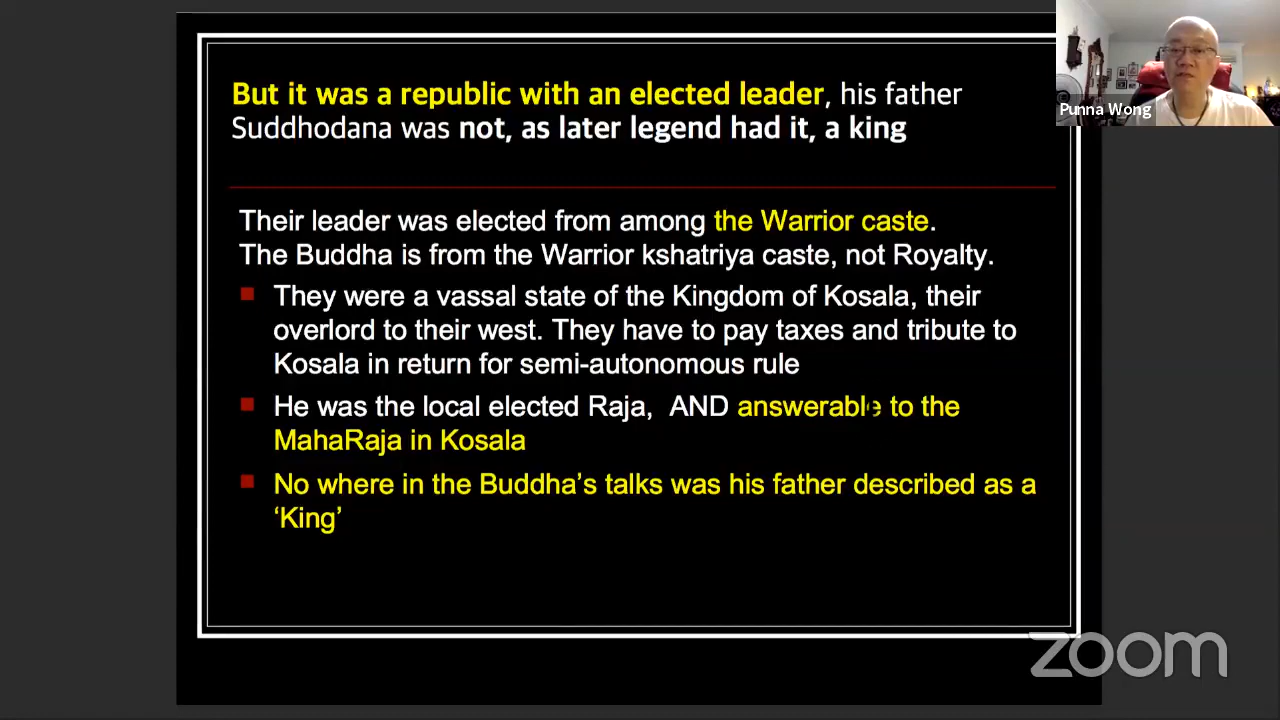 But it was a republic with an elected leader, his father
Suddhodana was not, as later legend had it, a king
Punna Wong
Their leader was elected from among the Warrior caste.
The Buddha is from the Warrior kshatriya caste, not Royalty.
They were a vassal state of the Kingdom of Kosala, their
overlord to their west. They have to pay taxes and tribute to
Kosala in return for semi-autonomous rule
He was the local elected Raja, AND answerable to the
MahaRaja in Kosala
No where in the Buddha's talks was his father described as a
‘King’
zoom